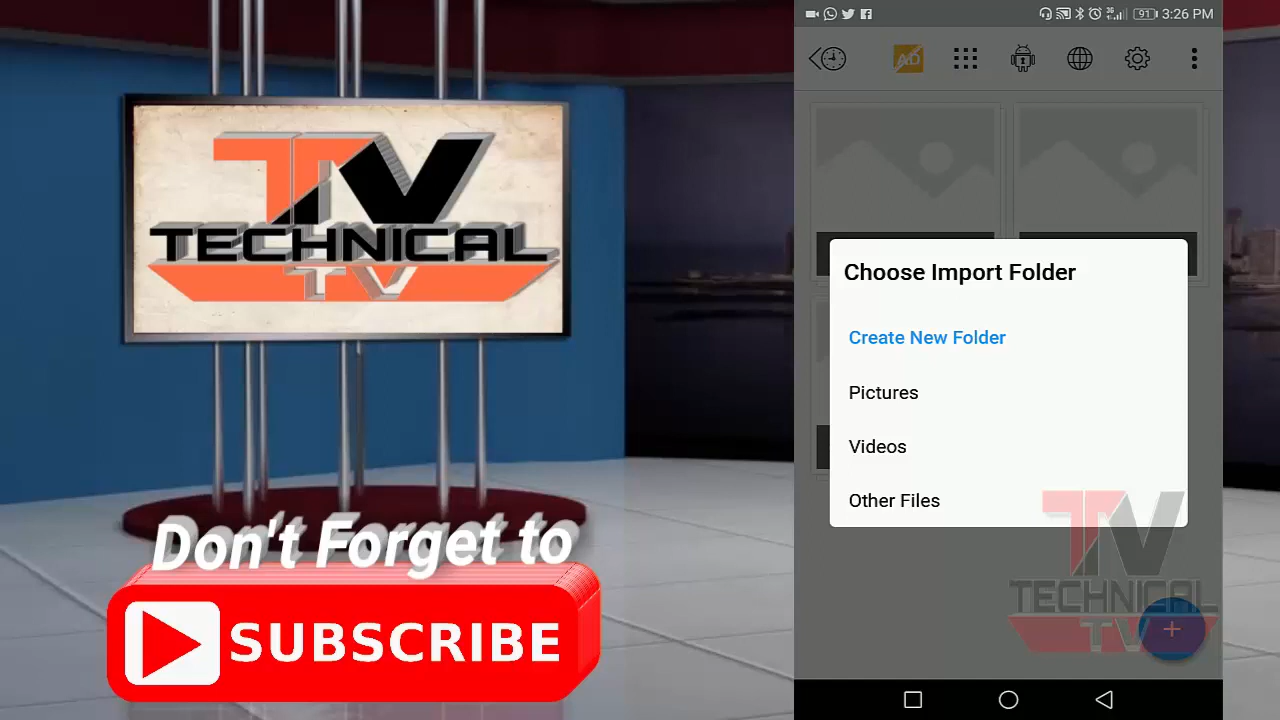 TV
TECHNICAL
TV
Don't Forget to
SUBSCRIBE
91 3:26 PM
AD
Choose Import Folder
Create New Folder
Pictures
Videos
Other Files
TV
TECHNICAL
TV